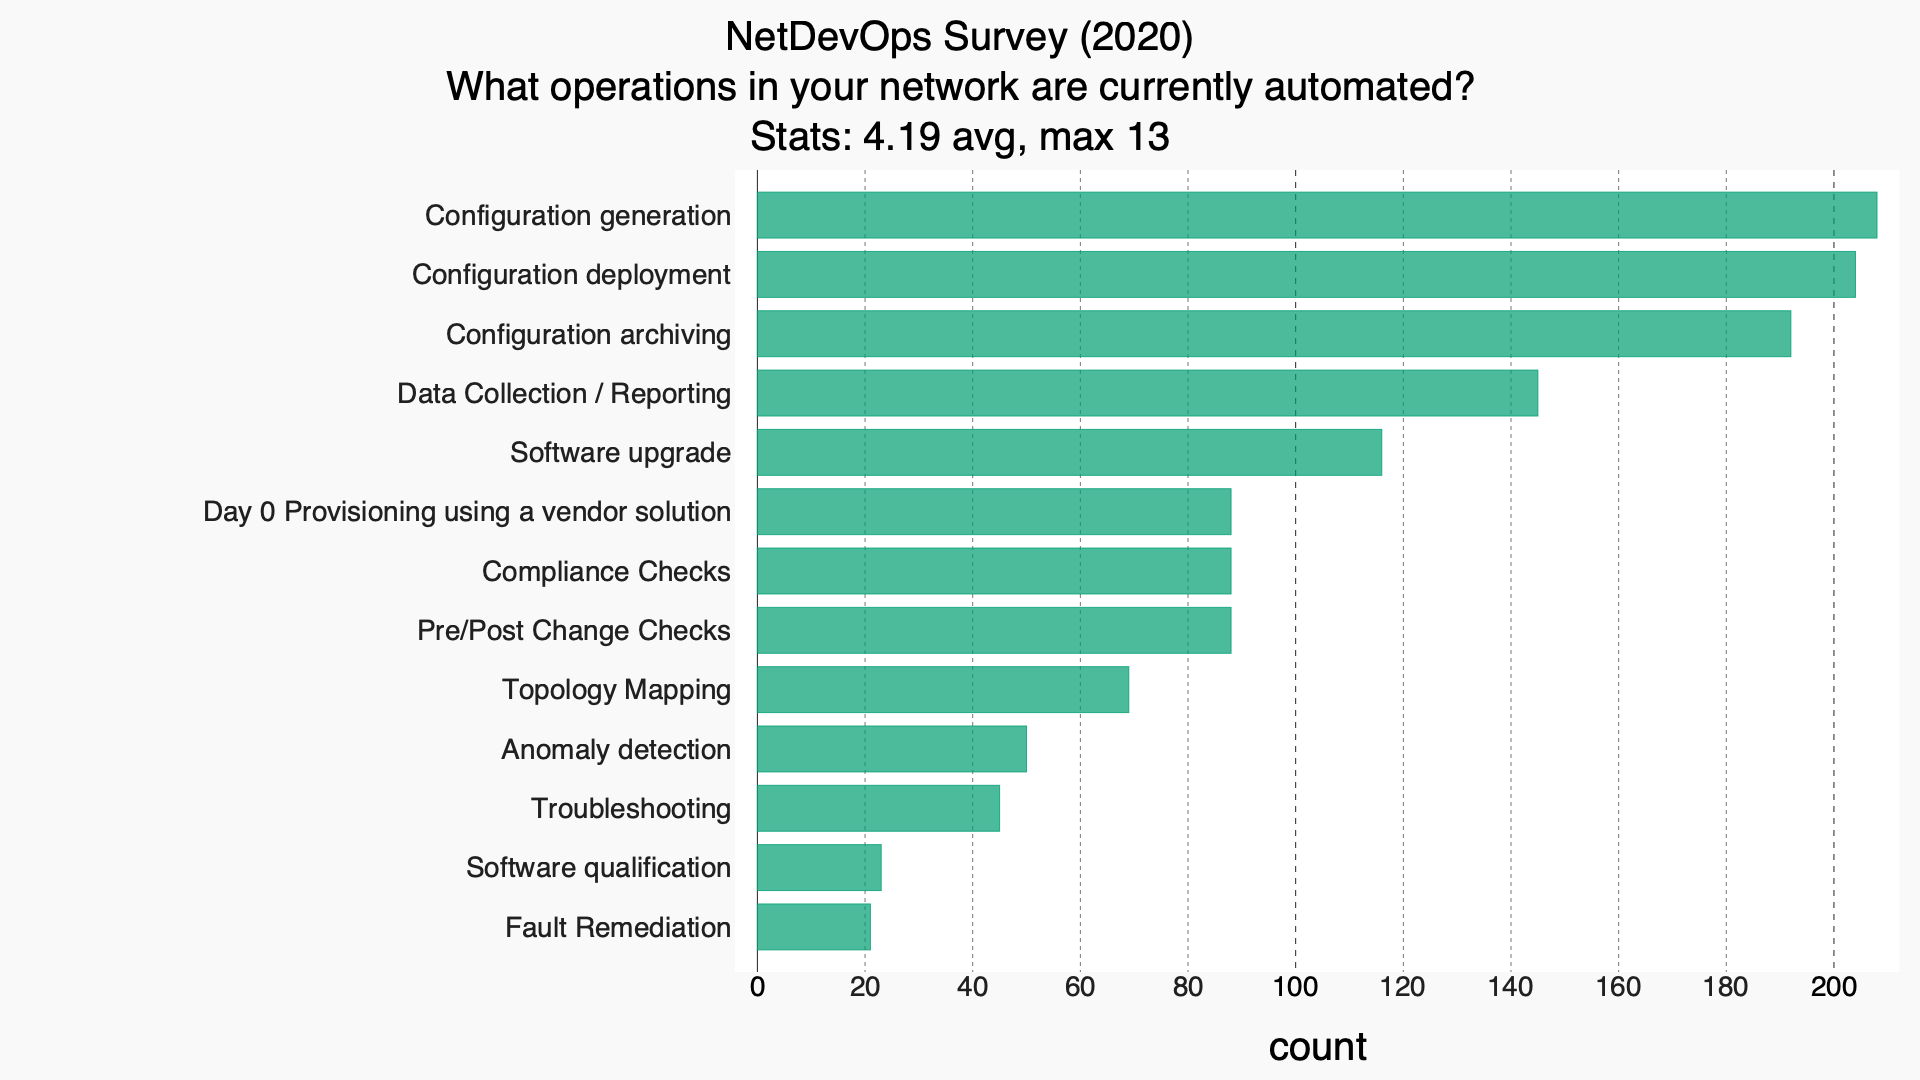 NetDevOps Survey (2020)
What operations in your network are currently automated?
Stats: 4.19 avg, max 13
Configuration generation
Configuration deployment
Configuration archiving
Data Collection / Reporting
Software upgrade
Day 0 Provisioning using a vendor solution
Compliance Checks
Pre/Post Change Checks
Topology Mapping
Anomaly detection
Troubleshooting
Software qualification
Fault Remediation
0 20 40 60 80 100 120 140 160 180 200
count